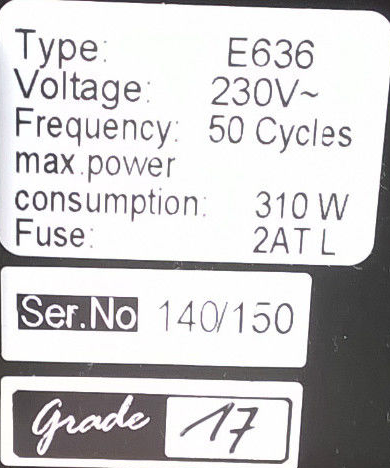 Type: E636
Voltage: 230V~
Frequency: 50 Cycles
max.power
consumption: 310 W
Fuse: 2AT L
Ser.No 140/150
grade 17